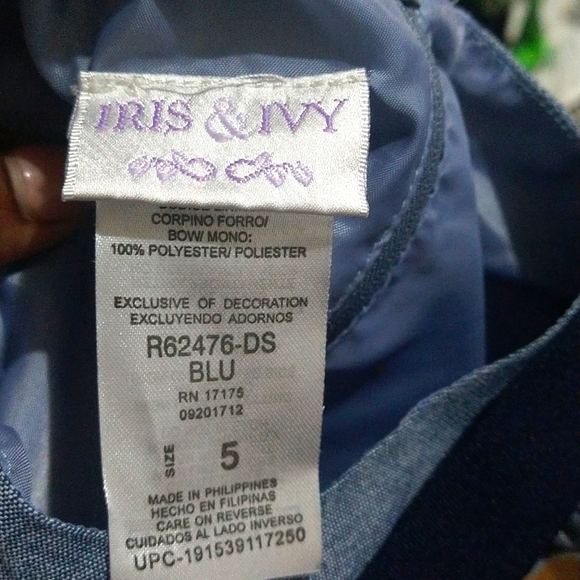 IRIS & IVY
CORPINO FORRO/
BOW/ MONO:
100% POLYESTER/ POLIESTER
EXCLUSIVE OF DECORATION
EXCLUYENDO ADORNOS
R62476-DS
BLU
RN 17175
09201712
SIZE 5
MADE IN PHILIPPINES
HECHO EN FILIPINAS
CARE ON REVERSE
CUIDADOS AL LADO INVERSO
UPC-191539117250